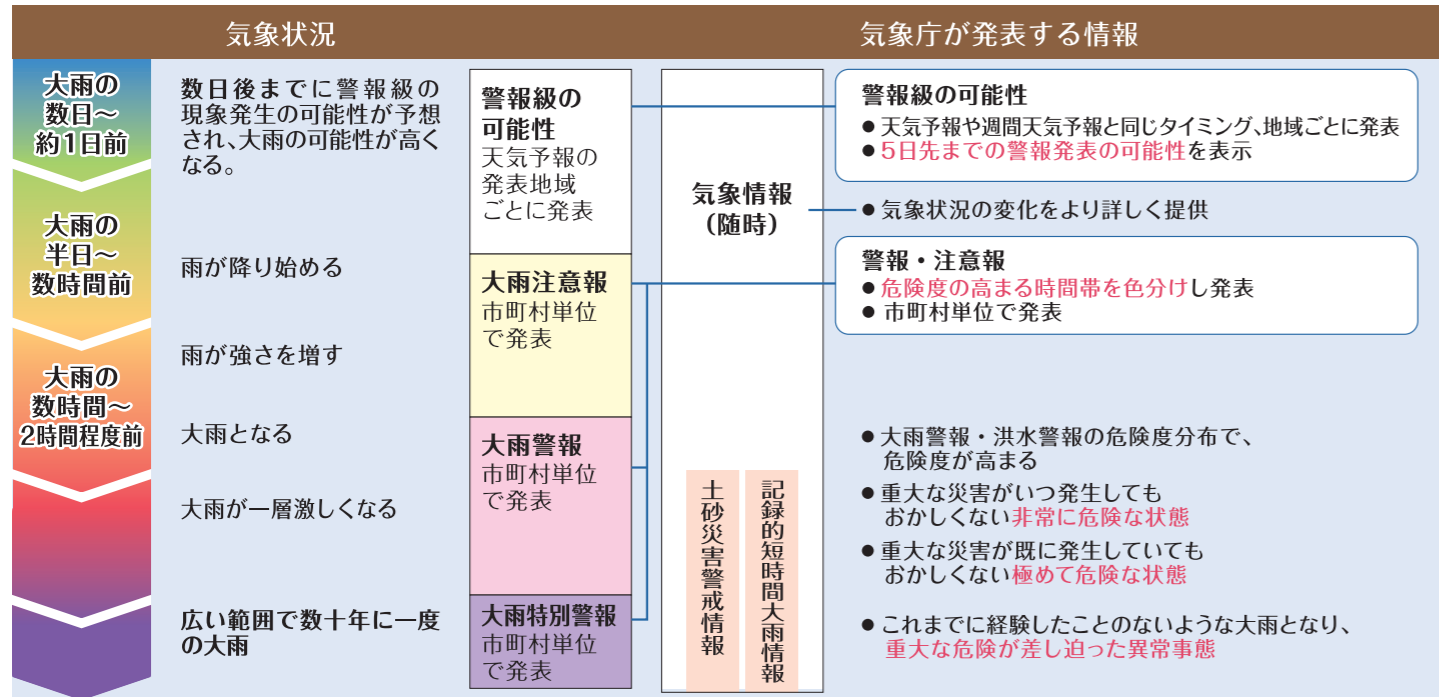 気象状況
気象庁が発表する情報
大雨の
数日～
約1日前
大雨の
半日～
数時間前
大雨の
数時間～
2時間程度前
数日後までに警報級の
現象発生の可能性が予想
され、大雨の可能性が高く
なる。
雨が降り始める
雨が強さを増す
大雨となる
大雨が一層激しくなる
広い範囲で数十年に一度
の大雨
警報級の
可能性
天気予報の
発表地域
ごとに発表
大雨注意報
市町村単位
で発表
大雨警報
市町村単位
で発表
大雨特別警報
市町村単位
で発表
気象情報
（随時）
土砂災害警戒情報
記録的短時間大雨情報
警報級の可能性
●天気予報や週間天気予報と同じタイミング、地域ごとに発表
●5日先までの警報発表の可能性を表示
●気象状況の変化をより詳しく提供
警報・注意報
●危険度の高まる時間帯を色分けし発表
●市町村単位で発表
●大雨警報・洪水警報の危険度分布で、
危険度が高まる
●重大な災害がいつ発生しても
おかしくない非常に危険な状態
●重大な災害が既に発生していても
おかしくない極めて危険な状態
●これまでに経験したことのないような大雨となり、
重大な危険が差し迫った異常事態